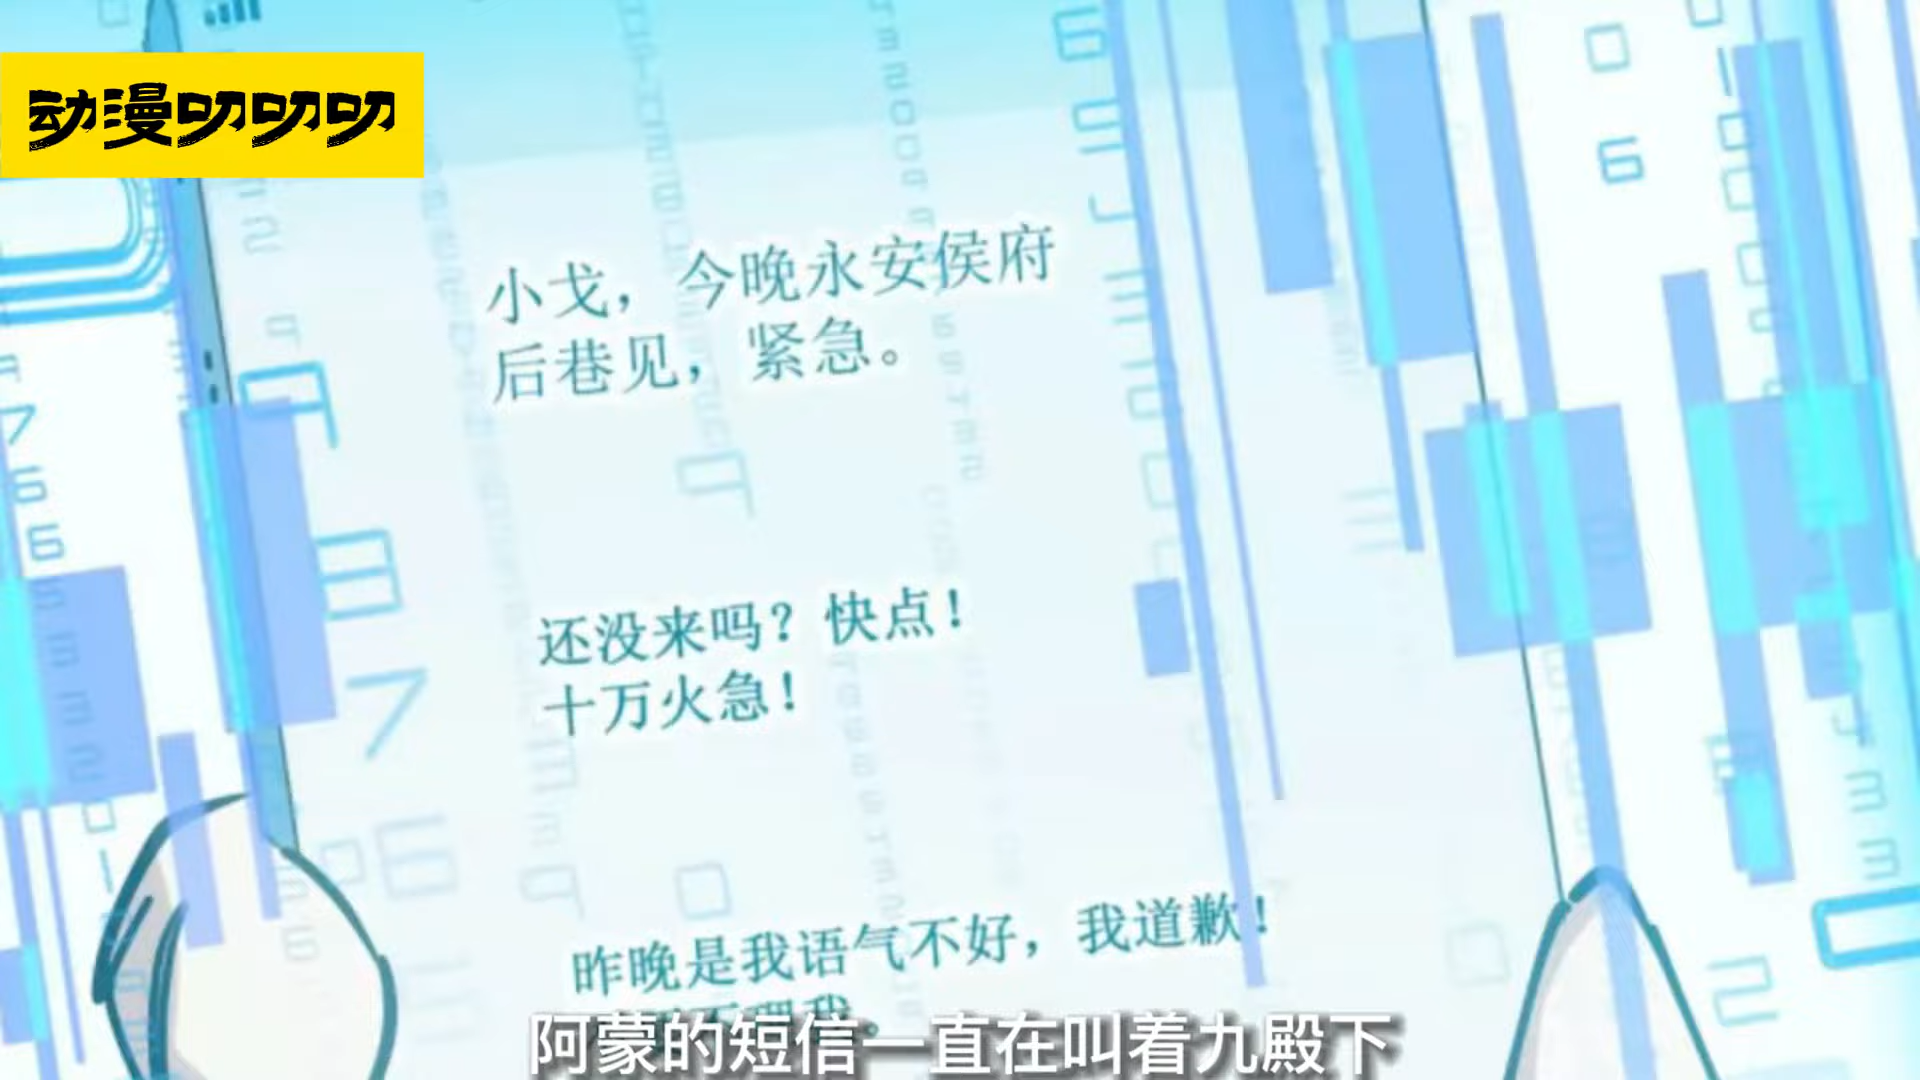 动漫叨叨叨
小戈，今晚永安侯府
后巷见，紧急。
还没来吗？快点！
十万火急！
昨晚是我语气不好，我道歉！
阿蒙的短信一直在叫着九殿下